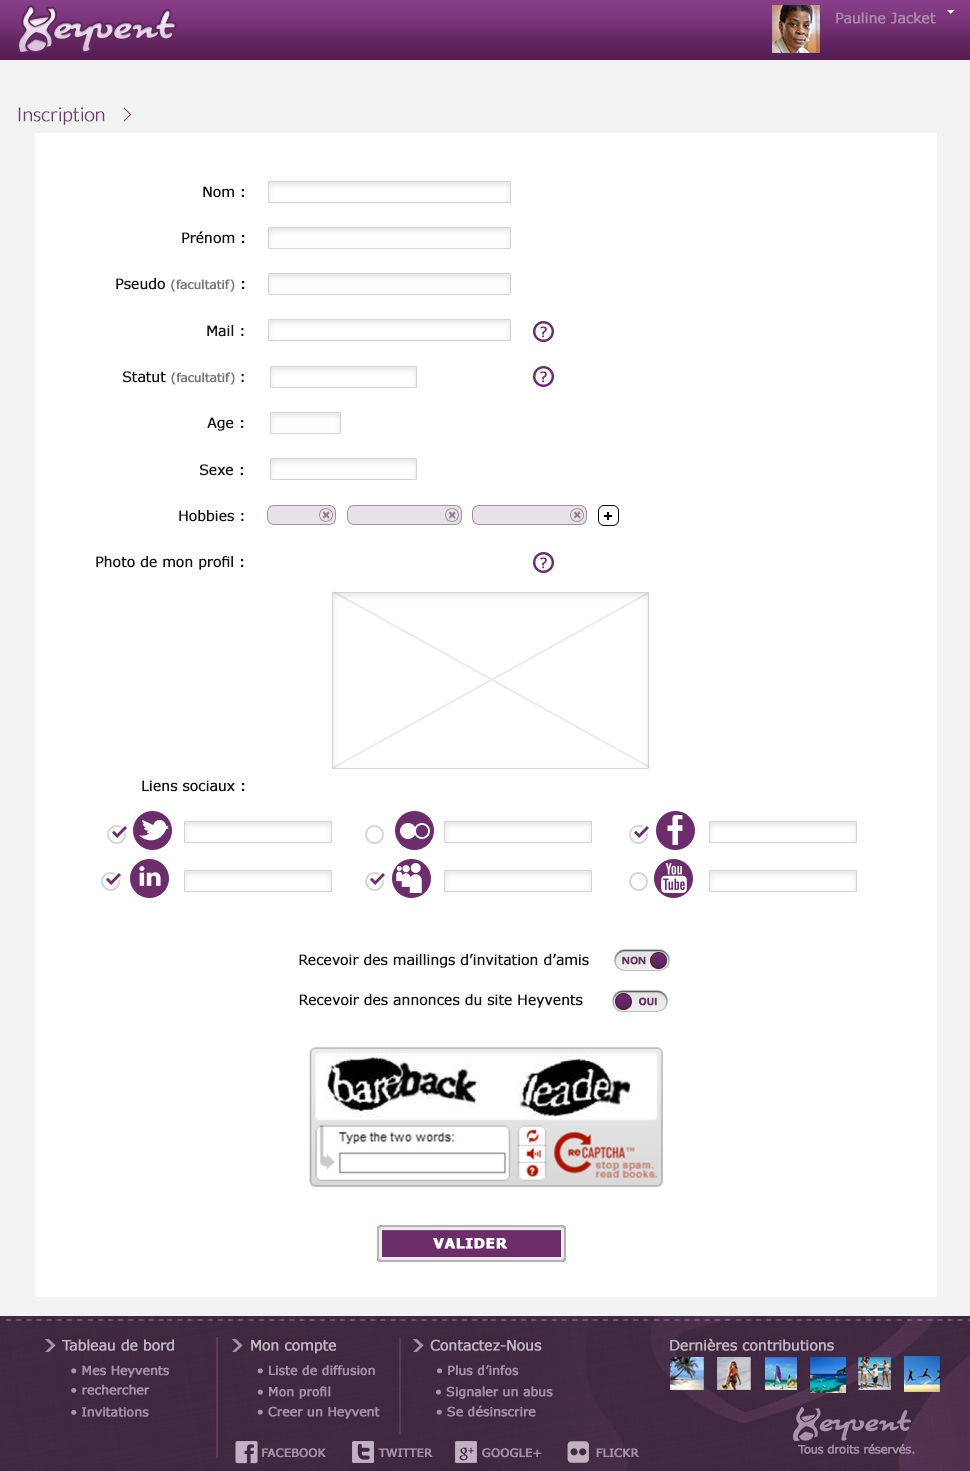 Heyvent
Pauline Jacket
Inscription
Nom :
Prénom :
Pseudo (facultatif) :
Mail :
?
Statut (facultatif) :
?
Age :
Sexe :
Hobbies :
Photo de mon profil :
?
Liens sociaux :
f
in
You
Tube
Recevoir des maillings d’invitation d’amis
NON
Recevoir des annonces du site Heyvents
OUI
bareback leader
Type the two words:
reCAPTCHA™
stop spam.
read books.
VALIDER
Tableau de bord
• Mes Heyvents
• rechercher
• Invitations
Mon compte
• Liste de diffusion
• Mon profil
• Creer un Heyvent
Contactez-Nous
• Plus d’infos
• Signaler un abus
• Se désinscrire
Dernières contributions
Heyvent
Tous droits réservés.
FACEBOOK
TWITTER
g+ GOOGLE+
FLICKR